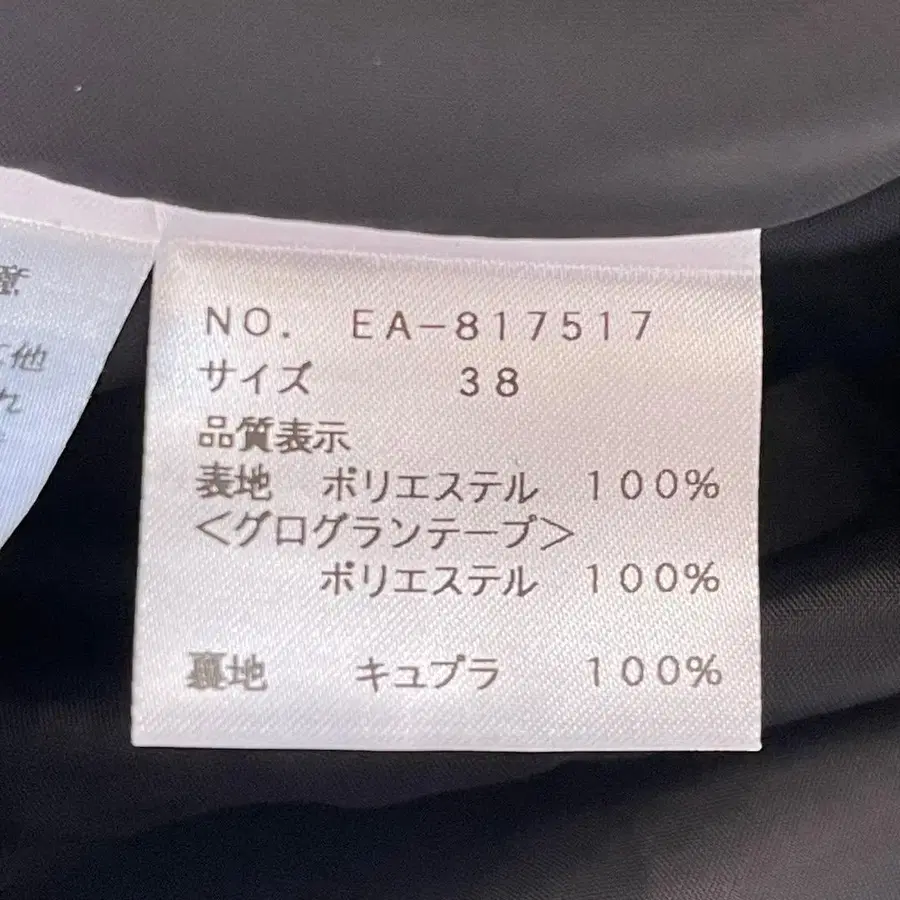 NO. EA-817517
サイズ 38
品質表示
表地 ポリエステル 100%
<グログランテープ>
ポリエステル 100%
裏地 キュプラ 100%
他
れ